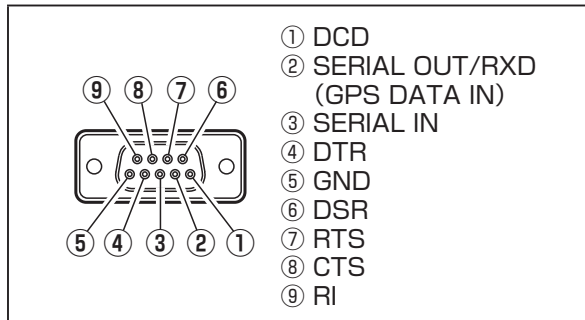 ⑨ ⑧ ⑦ ⑥
⑤ ④ ③ ② ①
① DCD
② SERIAL OUT/RXD
(GPS DATA IN)
③ SERIAL IN
④ DTR
⑤ GND
⑥ DSR
⑦ RTS
⑧ CTS
⑨ RI